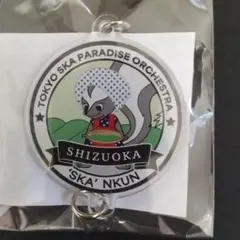 TOKYO SKA PARADISE ORCHESTRA
SHIZUOKA
'SKA' NKUN